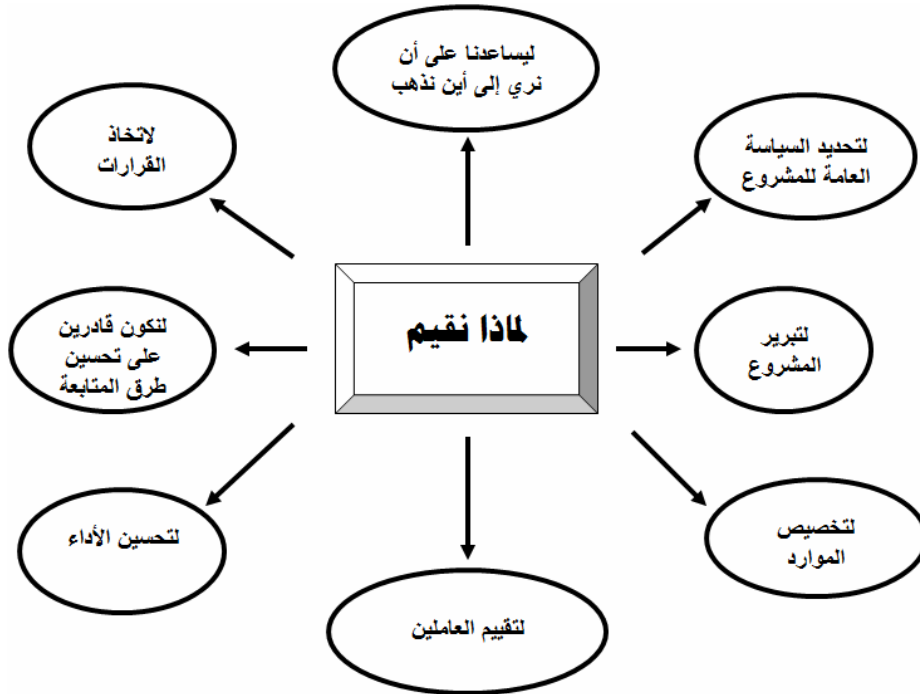 ليساعدنا على أن
نري إلى أين نذهب
لتحديد السياسة
العامة للمشروع
لاتخاذ
القرارات
لماذا نقيم
لتبرير
المشروع
لنكون قادرين
على تحسين
طرق المتابعة
لتخصيص
الموارد
لتحسين الأداء
لتقييم العاملين